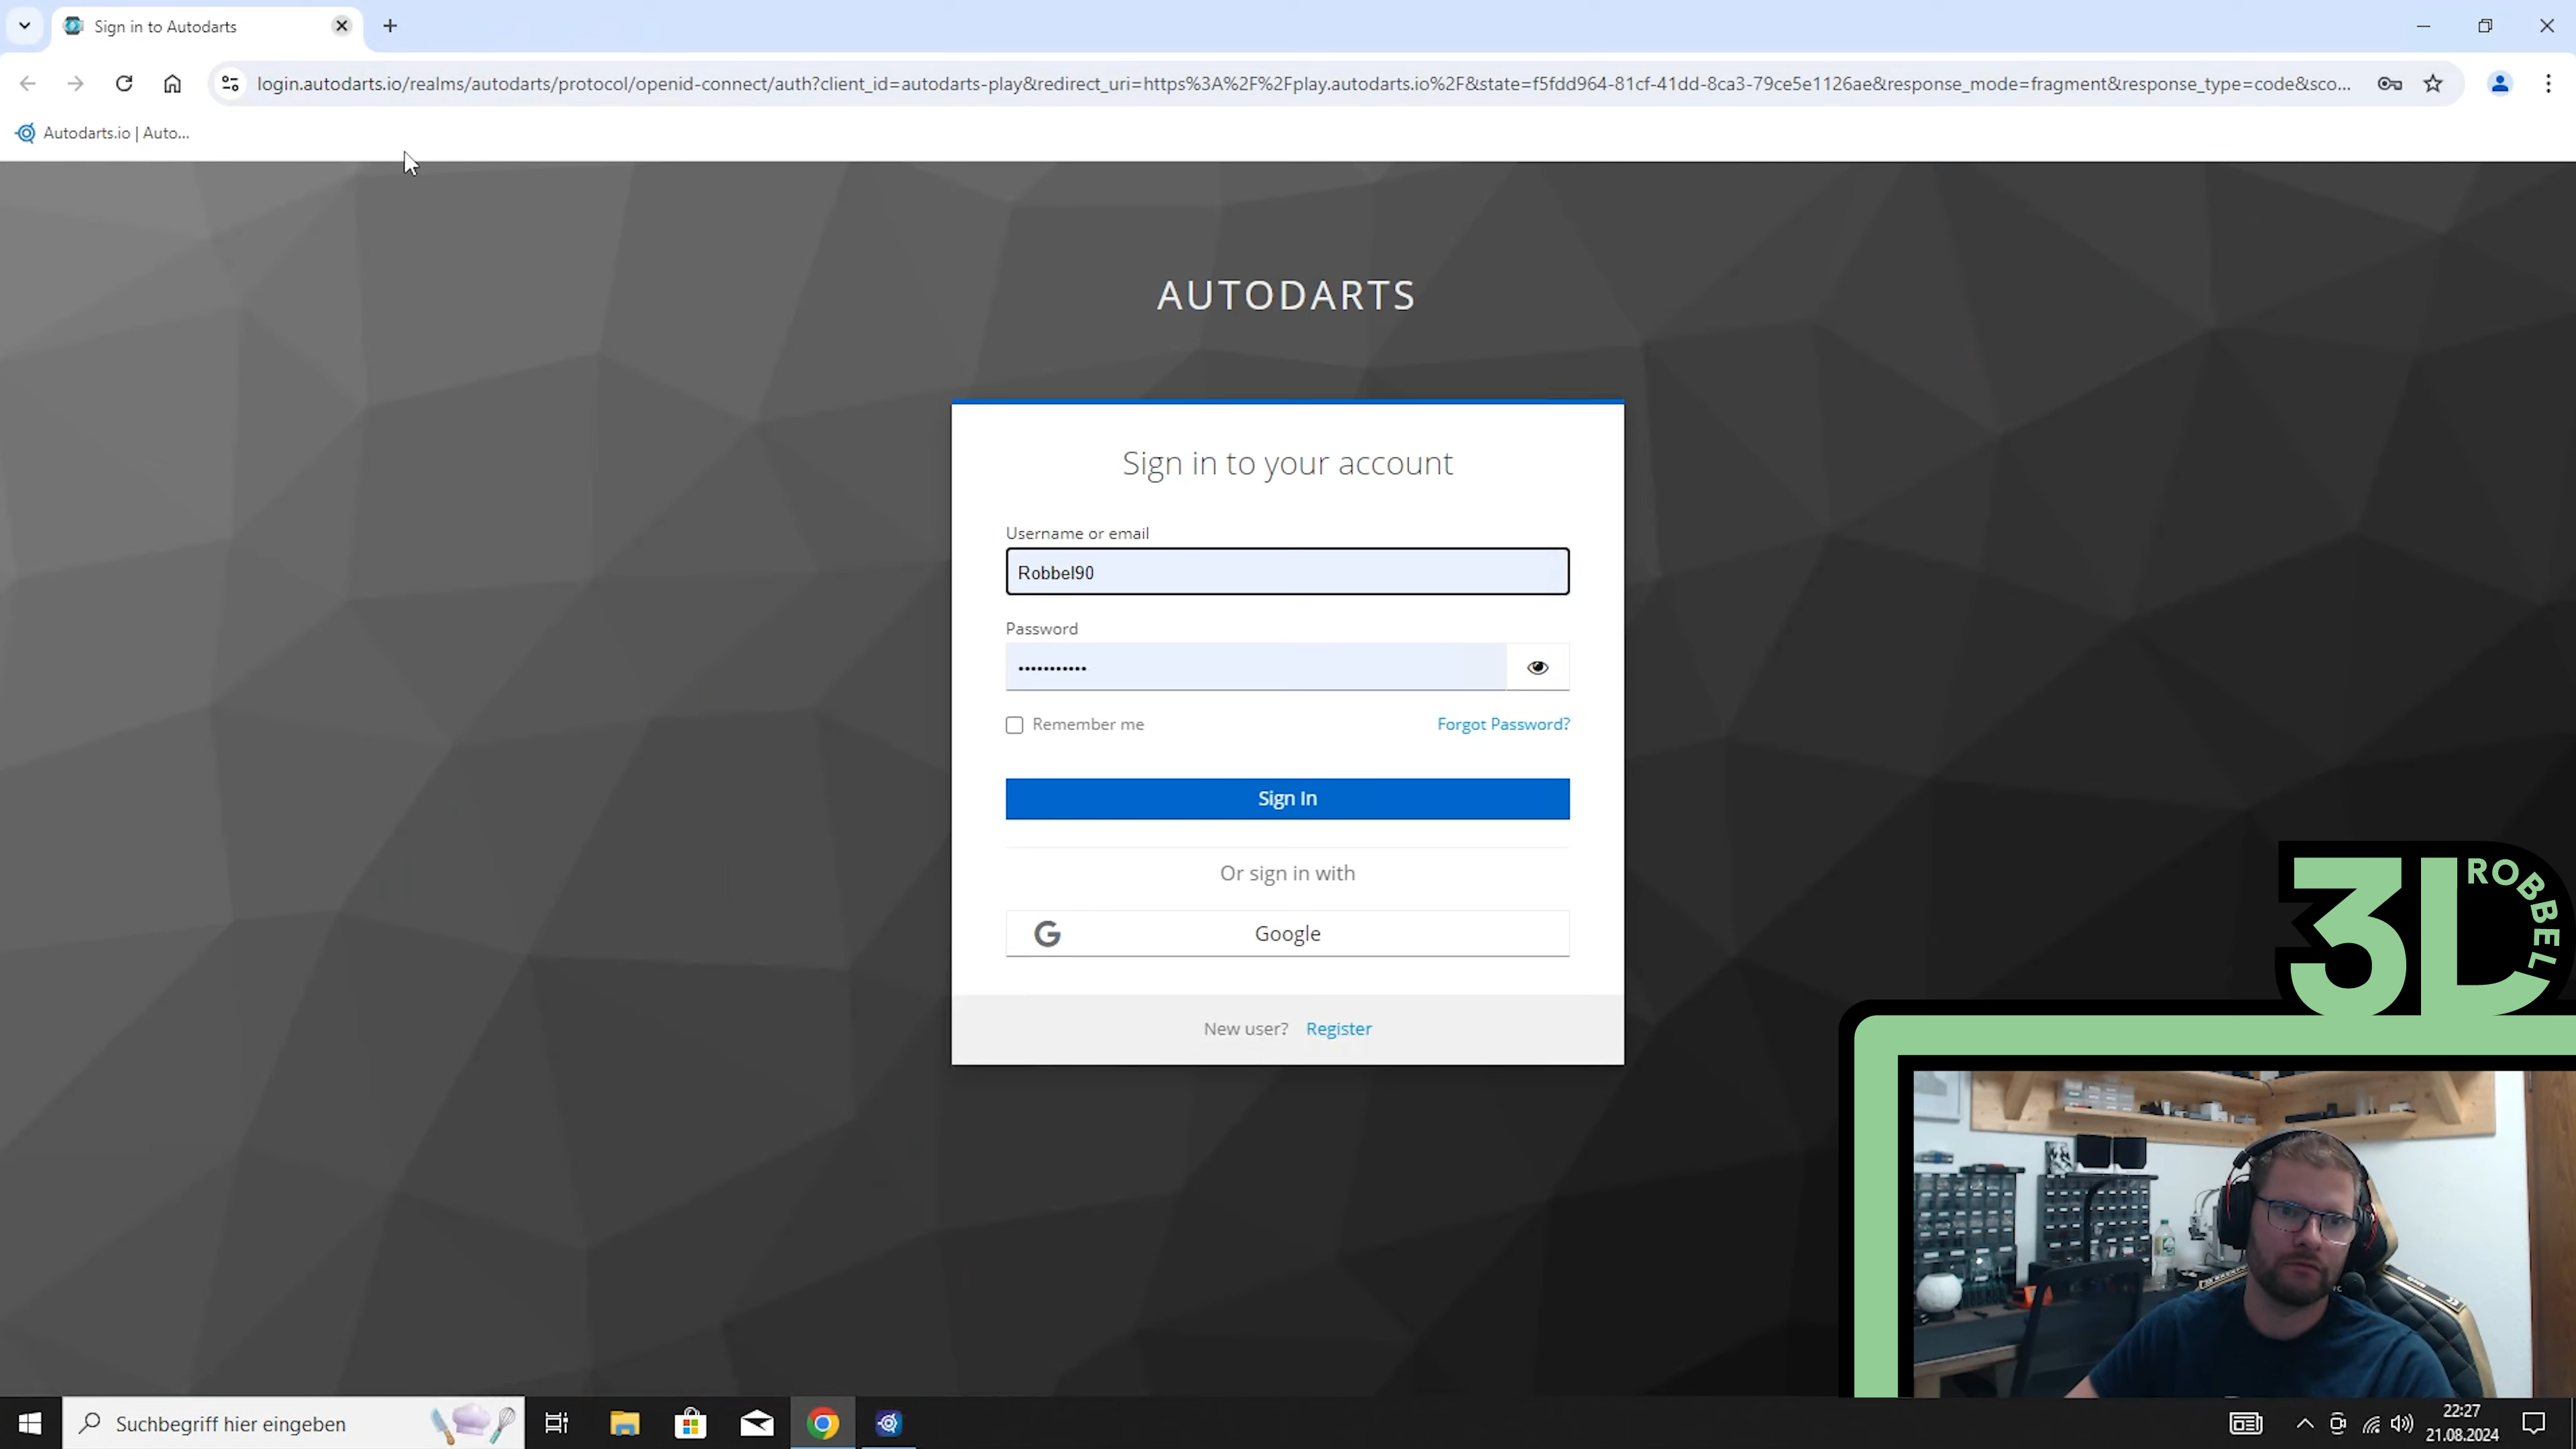 Sign in to Autodarts
login.autodarts.io/realms/autodarts/protocol/openid-connect/auth?client_id=autodarts-play&redirect_uri=https%3A%2F%2Fplay.autodarts.io%2F&state=f5fdd964-81cf-41dd-8ca3-79ce5e1126ae&response_mode=fragment&response_type=code&sco...
Autodarts.io | Auto...
AUTODARTS
Sign in to your account
Username or email
Robbel90
Password
•••••••••••
Remember me
Forgot Password?
Sign In
Or sign in with
Google
New user? Register
3D ROBBEL
Suchbegriff hier eingeben
22:27
21.08.2024